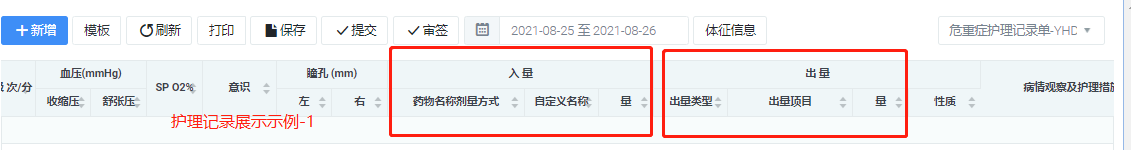 +新增 模板 刷新 打印 保存 提交 审签 2021-08-25 至 2021-08-26 体征信息 危重症护理记录单-YHD
次/分 血压(mmHg) SP O2% 意识 瞳孔 (mm) 入 量 出 量 病情观察及护理措施
收缩压 舒张压 左 右 药物名称剂量方式 自定义名称 量 出量类型 出量项目 量 性质
护理记录展示示例-1